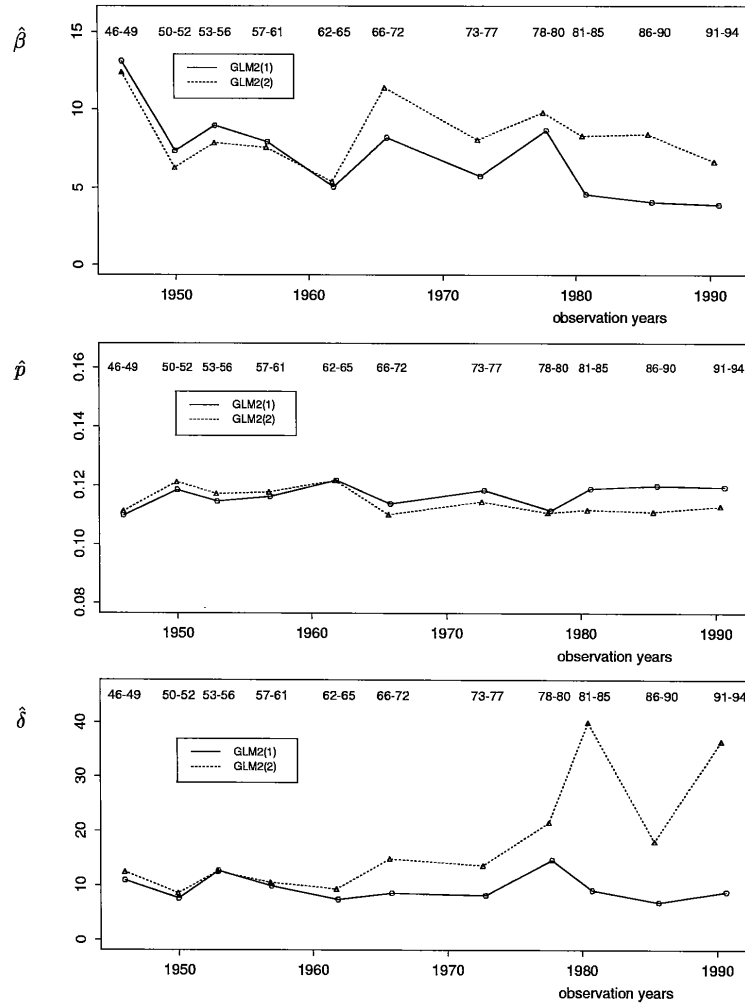 β̂
15
10
5
0
46-49 50-52 53-56 57-61 62-65 66-72 73-77 78-80 81-85 86-90 91-94
GLM2(1)
GLM2(2)
1950 1960 1970 1980 1990
observation years
p̂
0.16
0.14
0.12
0.10
0.08
46-49 50-52 53-56 57-61 62-65 66-72 73-77 78-80 81-85 86-90 91-94
GLM2(1)
GLM2(2)
1950 1960 1970 1980 1990
observation years
δ̂
40
30
20
10
0
46-49 50-52 53-56 57-61 62-65 66-72 73-77 78-80 81-85 86-90 91-94
GLM2(1)
GLM2(2)
1950 1960 1970 1980 1990
observation years